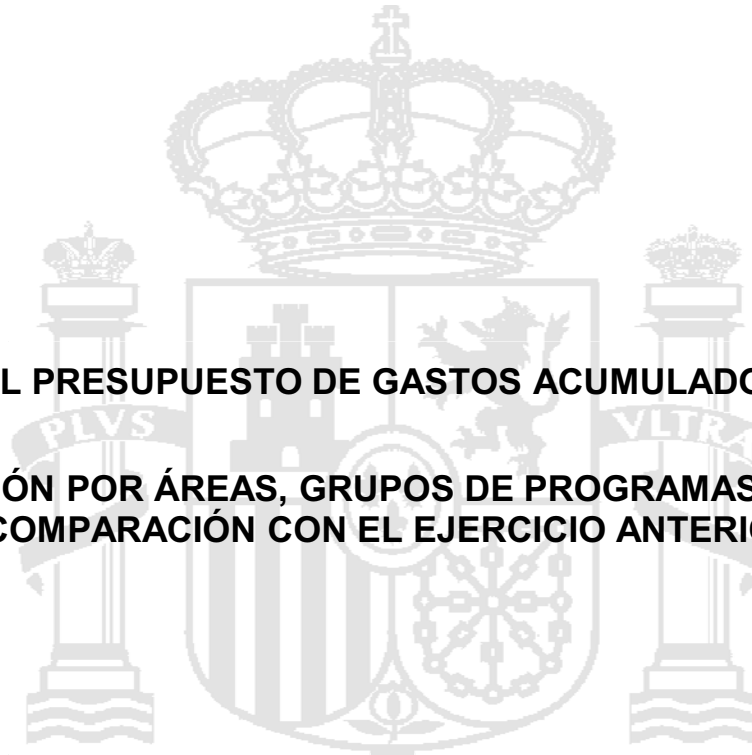 L PRESUPUESTO DE GASTOS ACUMULADO
PLVS VLTRA
ÓN POR ÁREAS, GRUPOS DE PROGRAMAS
COMPARACIÓN CON EL EJERCICIO ANTERI